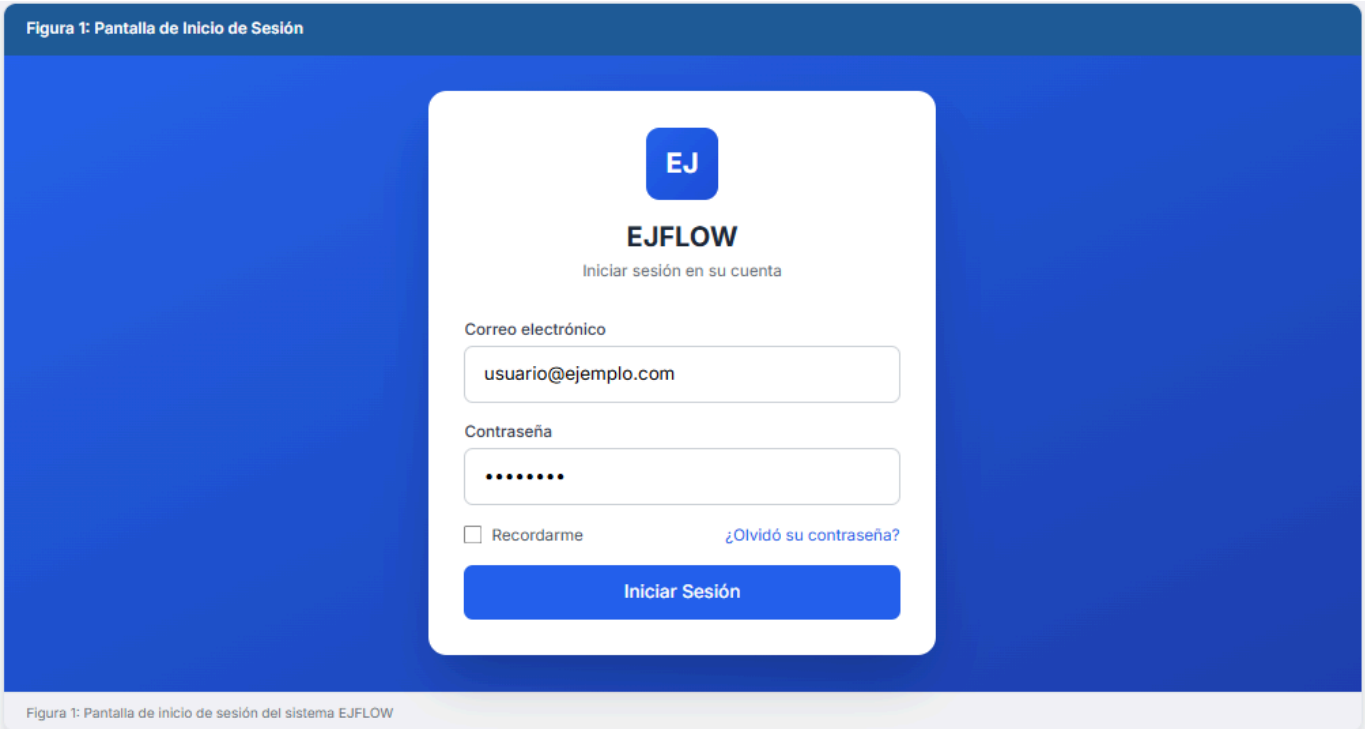 Figura 1: Pantalla de Inicio de Sesión
EJ
EJFLOW
Iniciar sesión en su cuenta
Correo electrónico
usuario@ejemplo.com
Contraseña
••••••••
Recordarme
¿Olvidó su contraseña?
Iniciar Sesión
Figura 1: Pantalla de inicio de sesión del sistema EJFLOW